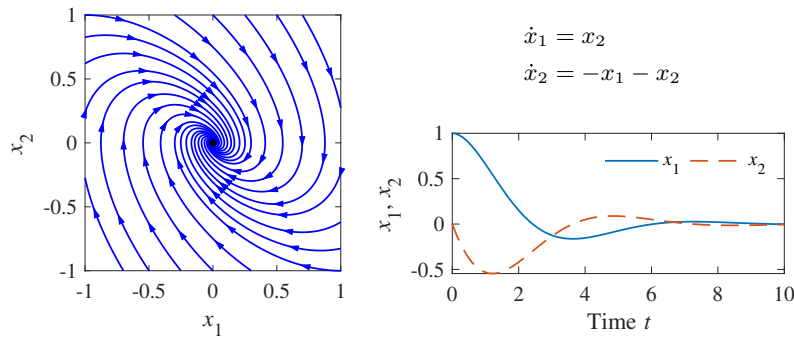 1
0.5
0
-0.5
-1
x₂
-1 -0.5 0 0.5 1
x₁
ẋ₁ = x₂
ẋ₂ = −x₁ − x₂
1
0.5
0
-0.5
x₁, x₂
x₁ x₂
0 2 4 6 8 10
Time t